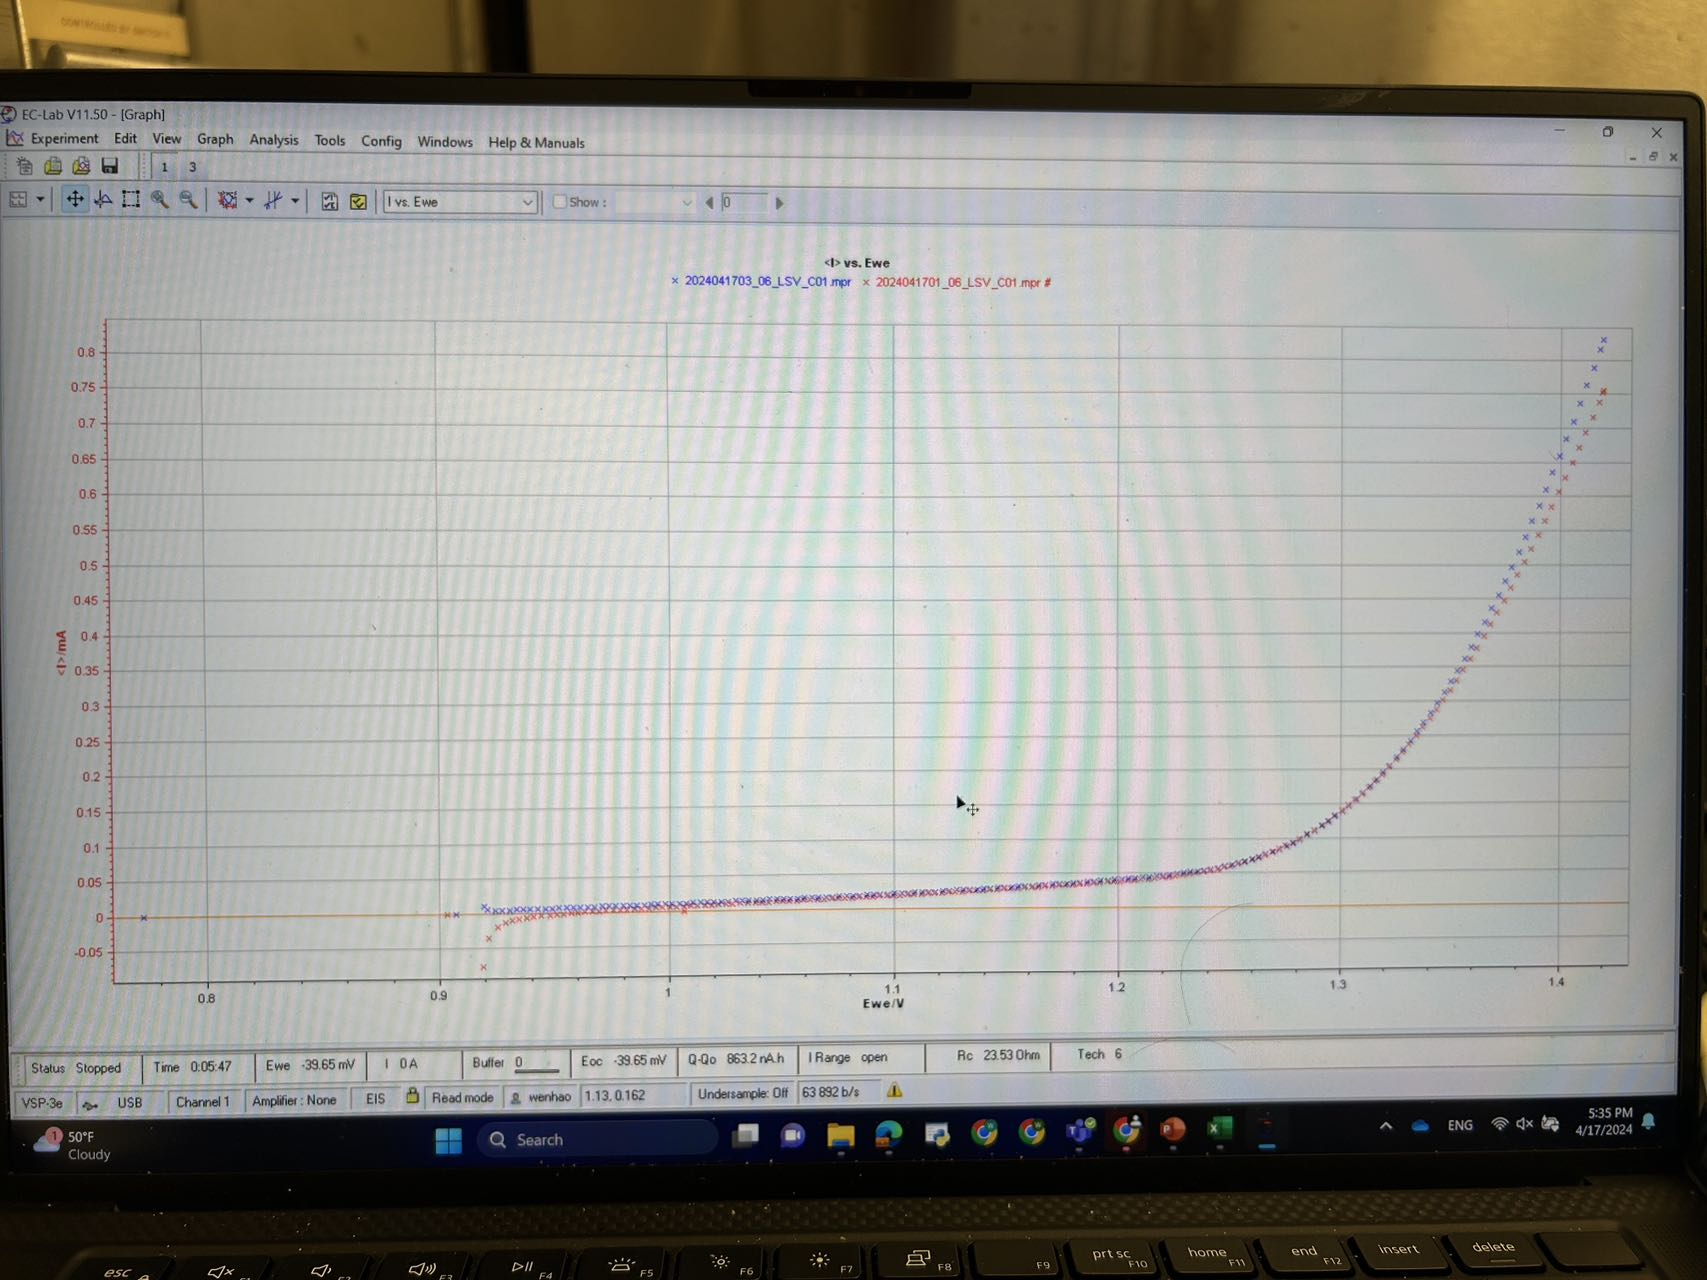 CONTROLLED BY
EC-Lab V11.50 - [Graph]
Experiment Edit View Graph Analysis Tools Config Windows Help & Manuals
1 3
I vs. Ewe Show : 0
<I> vs. Ewe
2024041703_06_LSV_C01.mpr 2024041701_06_LSV_C01.mpr #
0.8
0.75
0.7
0.65
0.6
0.55
0.5
0.45
0.4
0.35
0.3
0.25
0.2
0.15
0.1
0.05
0
-0.05
<I>/mA
0.8 0.9 1 1.1 1.2 1.3 1.4
Ewe/V
Status Stopped Time 0:05:47 Ewe -39.65 mV I 0 A Buffer 0 Eoc -39.65 mV Q-Qo 863.2 nA.h I Range open Rc 23.53 Ohm Tech 6
VSP-3e USB Channel 1 Amplifier : None EIS Read mode wenhao 1.13, 0.162 Undersample: Off 63 892 b/s
1 50°F
Cloudy
Search
ENG
5:35 PM
4/17/2024
esc F4 F5 F6 F7 F8 F9 prt sc F10 home F11 end F12 insert delete